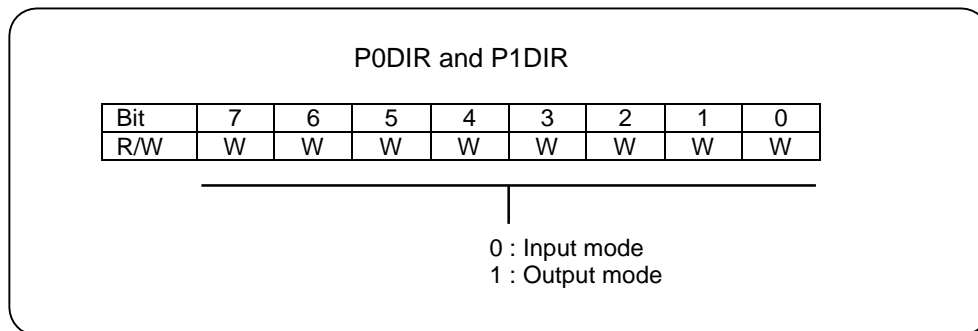 P0DIR and P1DIR
Bit 7 6 5 4 3 2 1 0
R/W W W W W W W W W
0 : Input mode
1 : Output mode